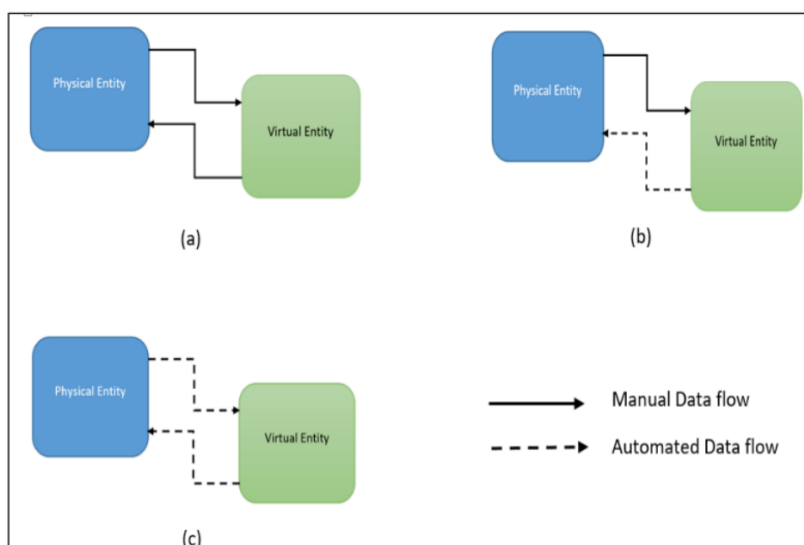 Physical Entity
Virtual Entity
(a)
Physical Entity
Virtual Entity
(b)
Physical Entity
Virtual Entity
(c)
Manual Data flow
Automated Data flow